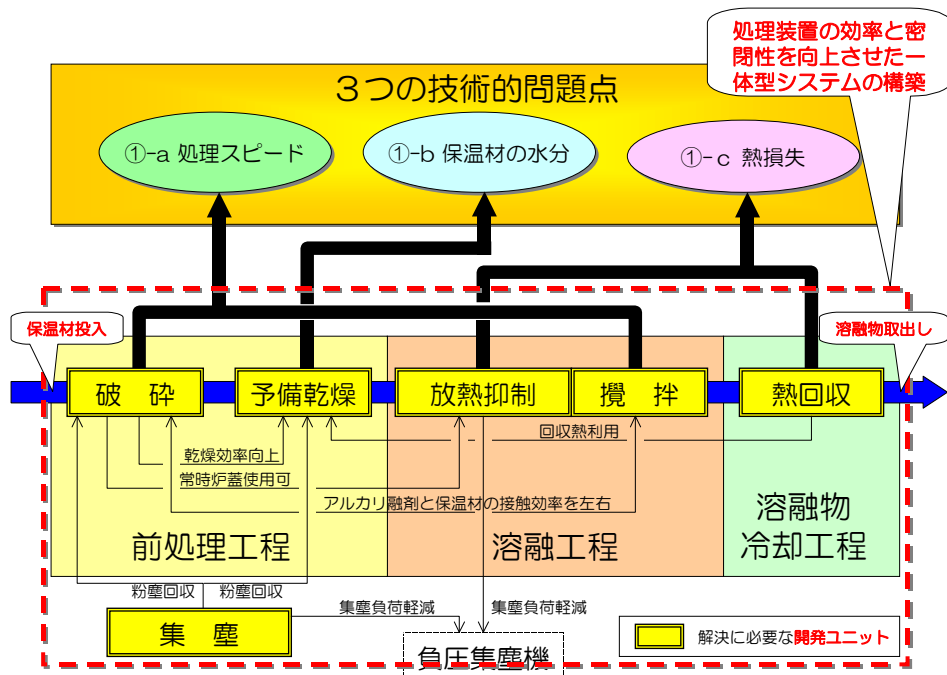 処理装置の効率と密
閉性を向上させた一
体型システムの構築
３つの技術的問題点
①-a 処理スピード
①-b 保温材の水分
①-c 熱損失
保温材投入
溶融物取出し
破　砕
予備乾燥
放熱抑制
攪　拌
熱回収
回収熱利用
乾燥効率向上
常時炉蓋使用可
アルカリ融剤と保温材の接触効率を左右
前処理工程
溶融工程
溶融物
冷却工程
粉塵回収
粉塵回収
集塵負荷軽減
集塵負荷軽減
集　塵
負圧集塵機
解決に必要な開発ユニット